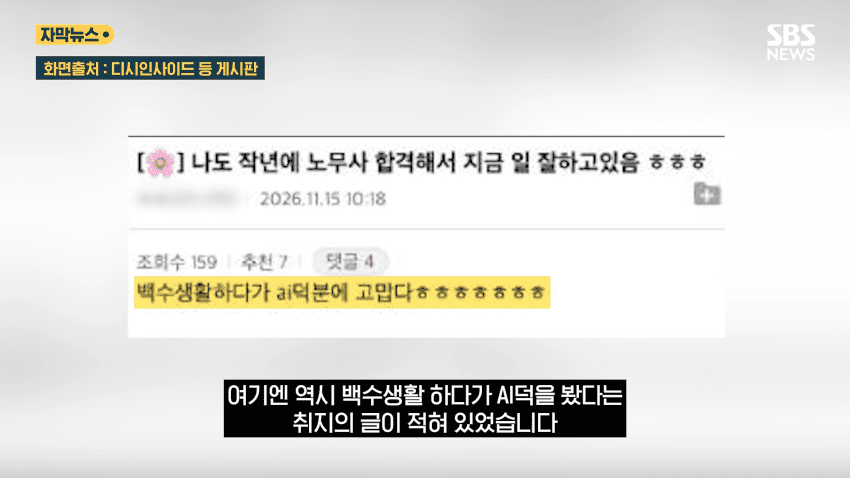 자막뉴스
SBS
NEWS
화면출처 : 디시인사이드 등 게시판
[🌸] 나도 작년에 노무사 합격해서 지금 일 잘하고있음 ㅎㅎㅎ
2026.11.15 10:18
조회수 159 추천 7 댓글 4
백수생활하다가 ai덕분에 고맙다ㅎㅎㅎㅎㅎㅎㅎ
여기엔 역시 백수생활 하다가 AI덕을 봤다는
취지의 글이 적혀 있었습니다